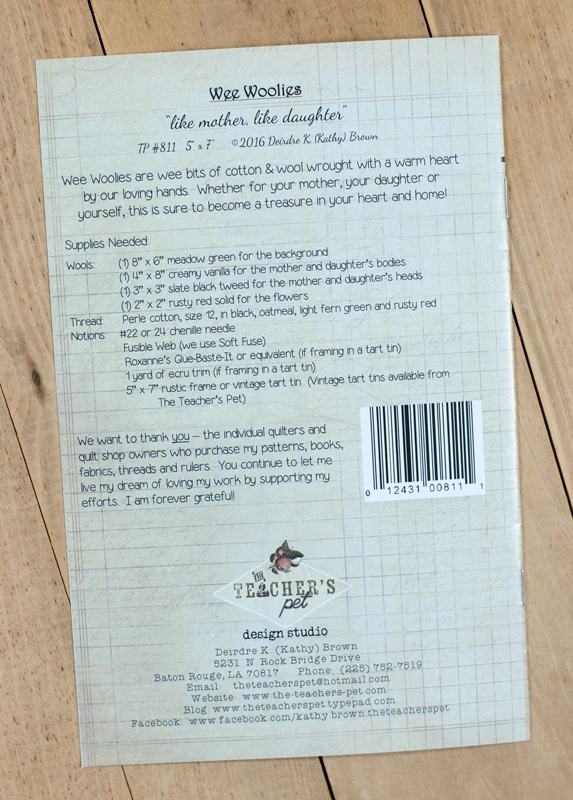 Wee Woolies
"like mother, like daughter"
TP #811 5" x 7" ©2016 Deirdre K. (Kathy) Brown
Wee Woolies are wee bits of cotton & wool wrought with a warm heart
by our loving hands. Whether for your mother, your daughter or
yourself, this is sure to become a treasure in your heart and home!
Supplies Needed
Wools: (1) 8" x 6" meadow green for the background
(1) 4" x 8" creamy vanilla for the mother and daughter's bodies
(1) 3" x 3" slate black tweed for the mother and daughter's heads
(1) 2" x 2" rusty red solid for the flowers
Thread Perle cotton, size 12, in black, oatmeal, light fern green and rusty red
Notions: #22 or 24 chenille needle
Fusible Web (we use Soft Fuse)
Roxanne's Glue-Baste-It or equivalent (if framing in a tart tin)
1 yard of ecru trim (if framing in a tart tin)
5" x 7" rustic frame or vintage tart tin (Vintage tart tins available from
The Teacher's Pet)
We want to thank you – the individual quilters and
quilt shop owners who purchase my patterns, books,
fabrics, threads and rulers. You continue to let me
live my dream of loving my work by supporting my
efforts. I am forever grateful!
0 12431 00811 1
THE
TEACHER'S
pet
design studio
Deirdre K. (Kathy) Brown
5231 N Rock Bridge Drive
Baton Rouge, LA 70817 Phone: (225) 752-7519
Email theteacherspet@hotmail.com
Website www.the-teachers-pet.com
Blog www.theteacherspet.typepad.com
Facebook www.facebook.com/kathy brown theteacherspet